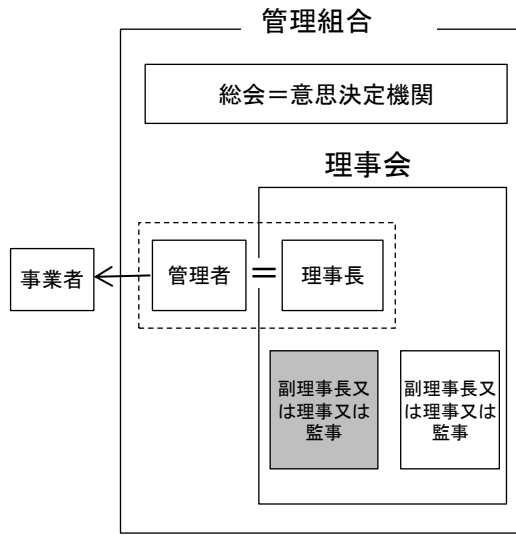 管理組合
総会＝意思決定機関
理事会
事業者
管理者
＝
理事長
副理事長又
は理事又は
監事
副理事長又
は理事又は
監事